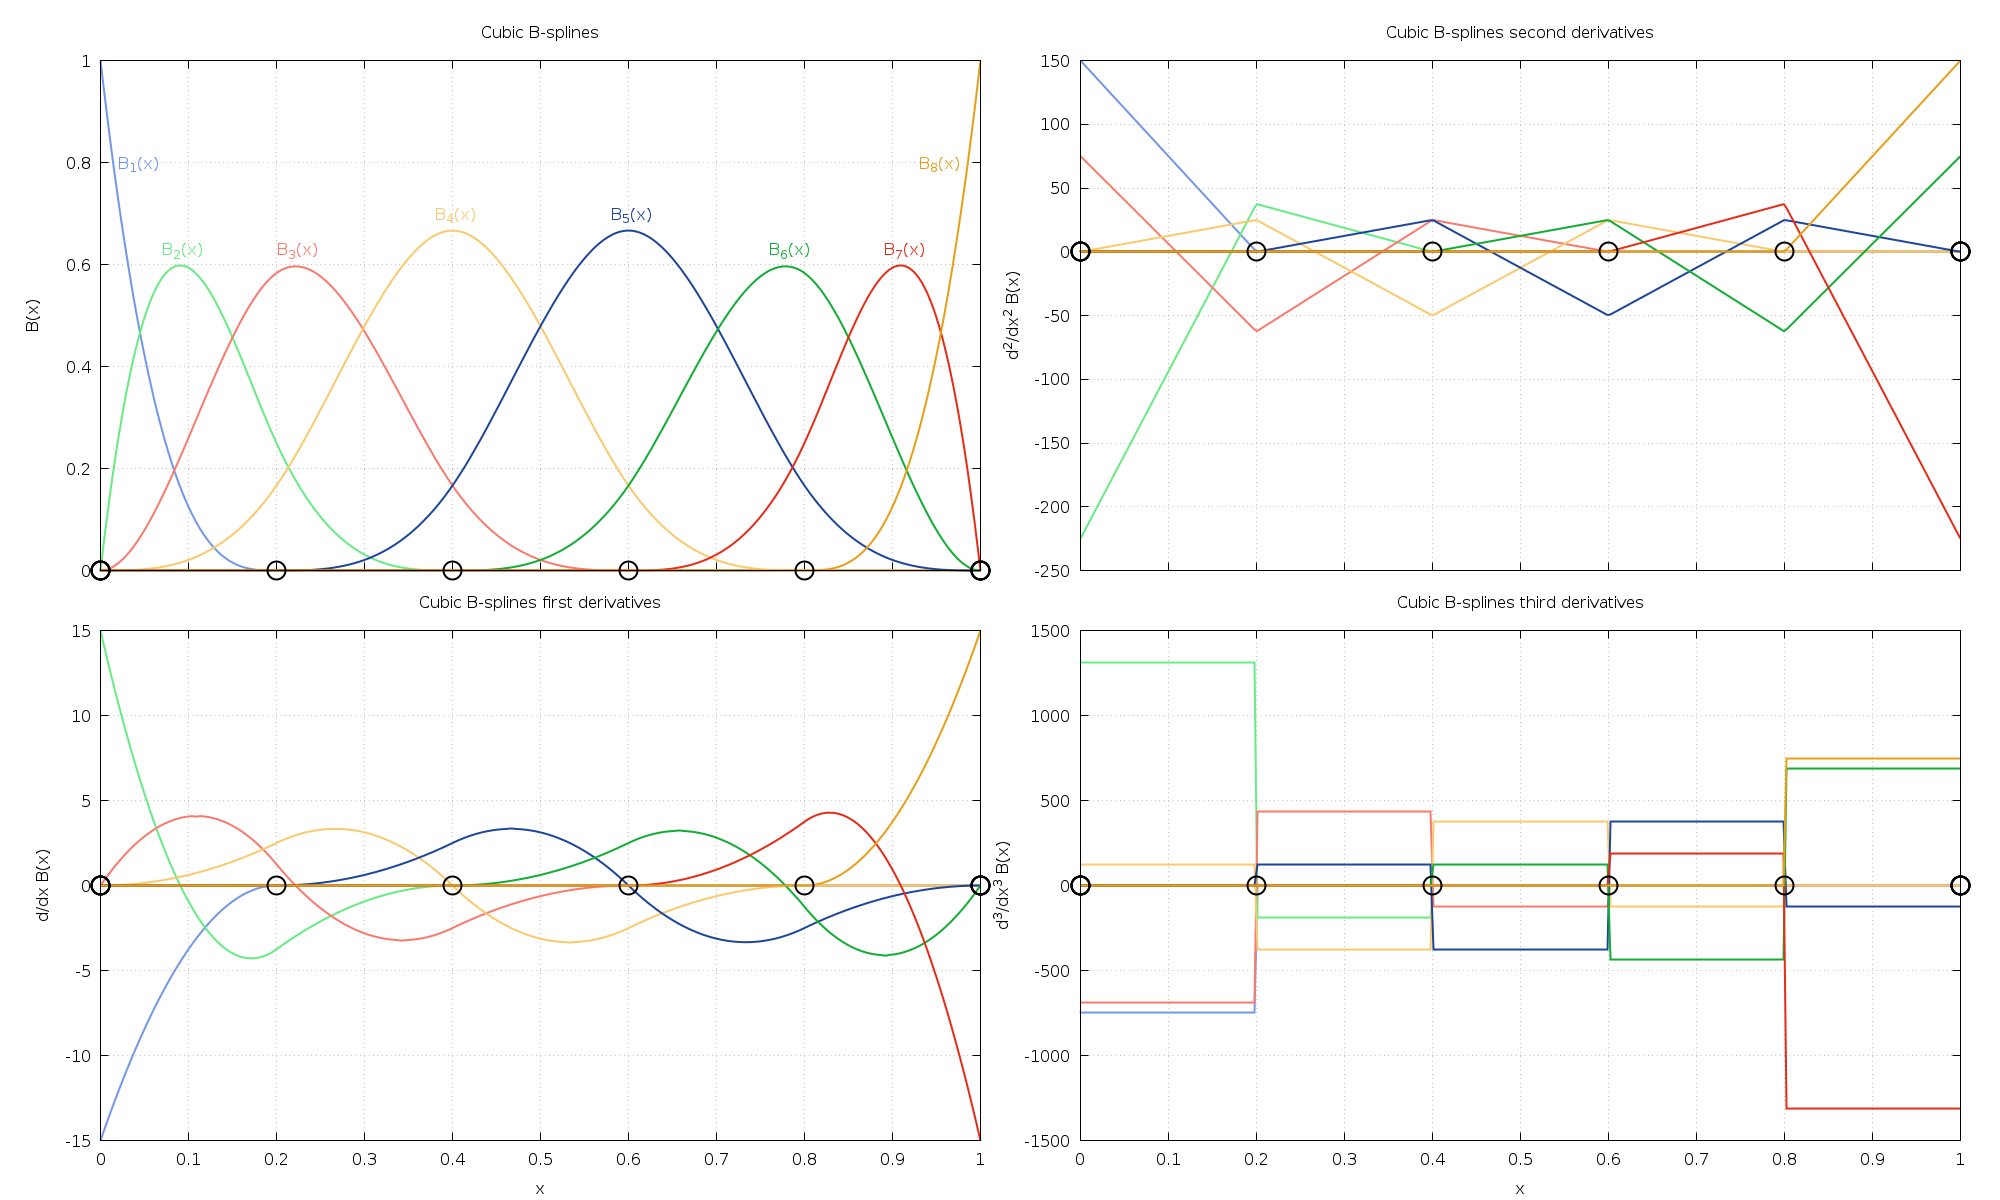 Cubic B-splines
1
0.8
0.6
0.4
0.2
0
B(x)
B₁(x)
B₂(x)
B₃(x)
B₄(x)
B₅(x)
B₆(x)
B₇(x)
B₈(x)
Cubic B-splines second derivatives
150
100
50
0
-50
-100
-150
-200
-250
d²/dx² B(x)
Cubic B-splines first derivatives
15
10
5
0
-5
-10
-15
d/dx B(x)
0 0.1 0.2 0.3 0.4 0.5 0.6 0.7 0.8 0.9 1
x
Cubic B-splines third derivatives
1500
1000
500
0
-500
-1000
-1500
d³/dx³ B(x)
0 0.1 0.2 0.3 0.4 0.5 0.6 0.7 0.8 0.9 1
x